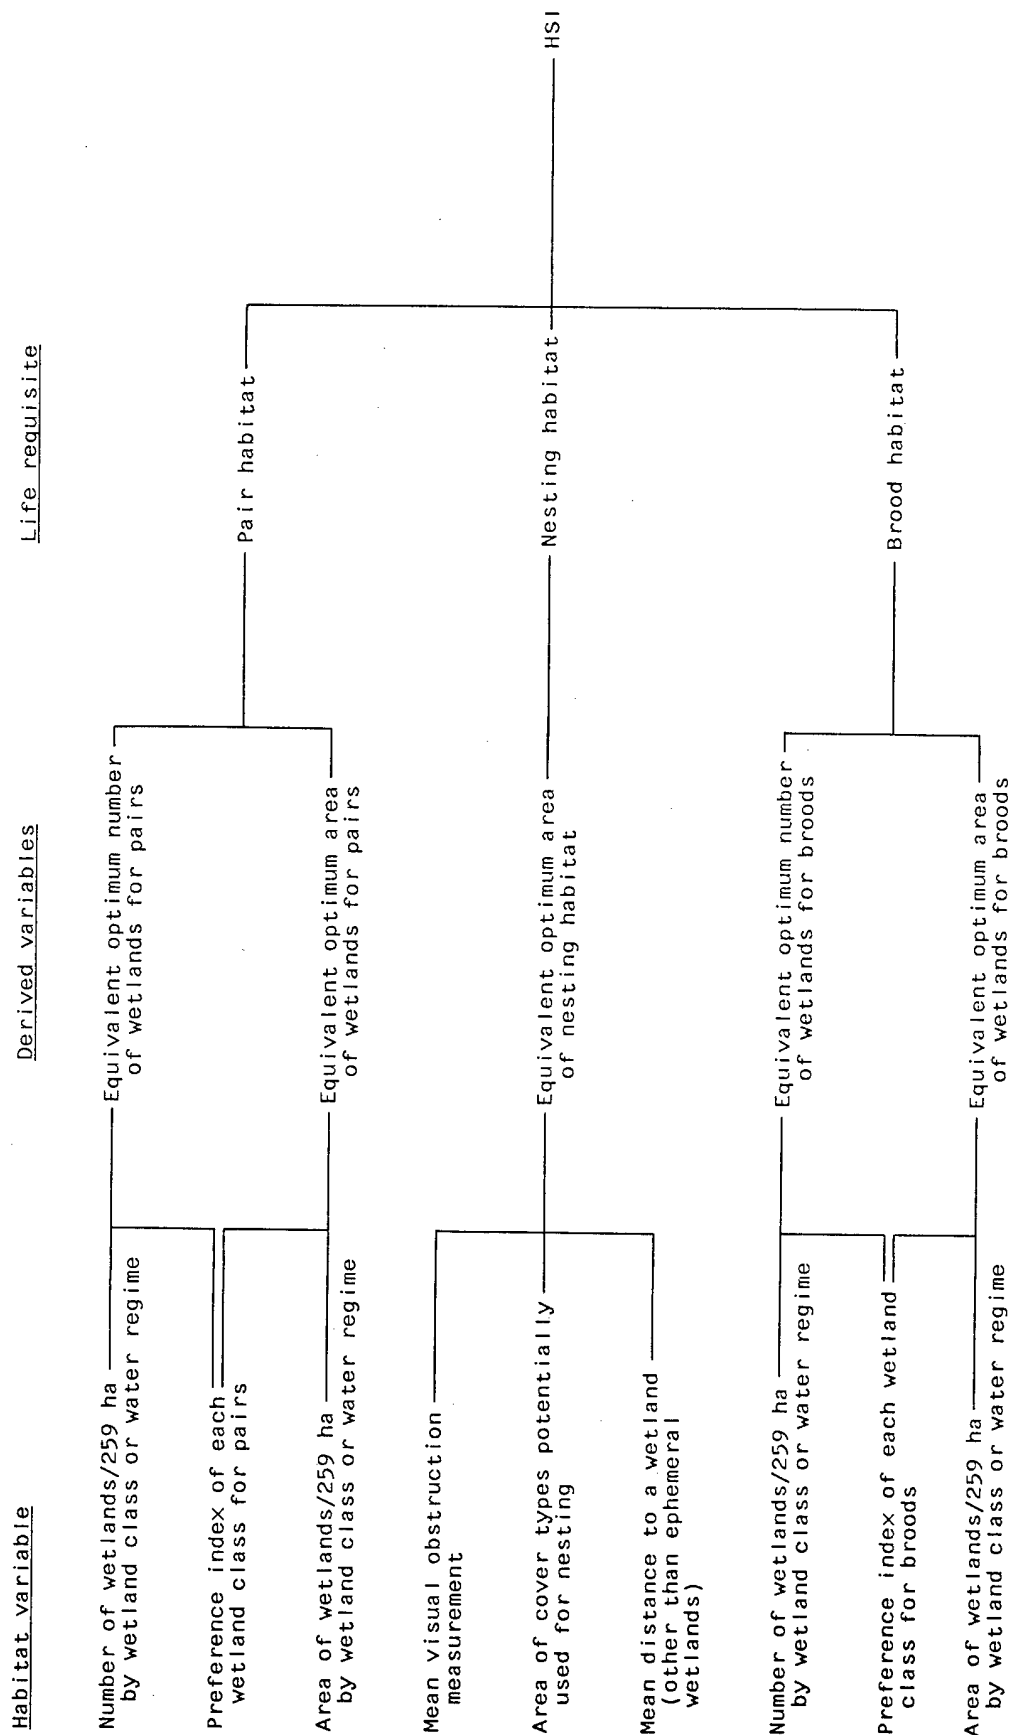 Habitat variable
Derived variables
Life requisite
Number of wetlands/259 ha
by wetland class or water regime
Preference index of each
wetland class for pairs
Area of wetlands/259 ha
by wetland class or water regime
Equivalent optimum number
of wetlands for pairs
Equivalent optimum area
of wetlands for pairs
Pair habitat
Mean visual obstruction
measurement
Area of cover types potentially
used for nesting
Mean distance to a wetland
(other than ephemeral
wetlands)
Equivalent optimum area
of nesting habitat
Nesting habitat
HSI
Number of wetlands/259 ha
by wetland class or water regime
Preference index of each wetland
class for broods
Area of wetlands/259 ha
by wetland class or water regime
Equivalent optimum number
of wetlands for broods
Equivalent optimum area
of wetlands for broods
Brood habitat